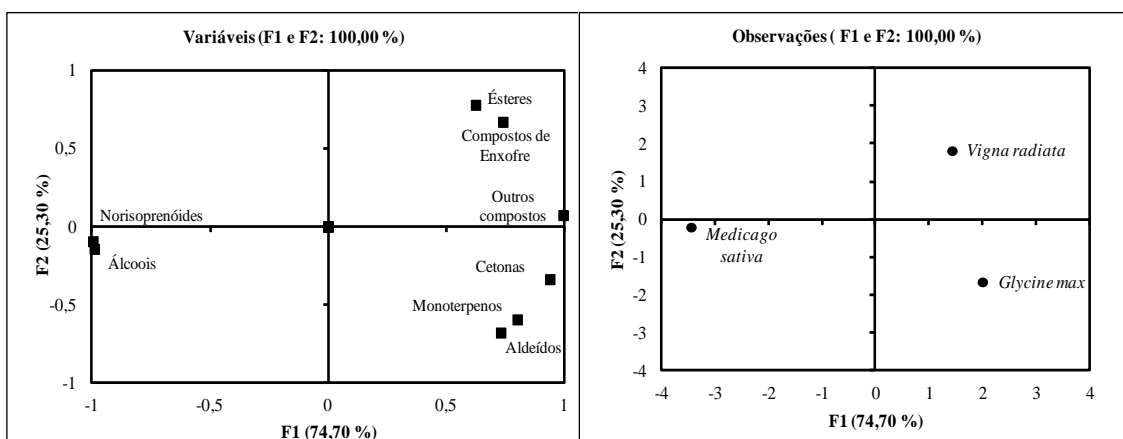 Variáveis (F1 e F2: 100,00 %)
1
0,5
0
-0,5
-1
-1
-0,5
0
0,5
1
F1 (74,70 %)
F2 (25,30 %)
Ésteres
Compostos de
Enxofre
Outros
compostos
Norisoprenóides
Álcoois
Cetonas
Monoterpenos
Aldeídos
Observações ( F1 e F2: 100,00 %)
4
3
2
1
0
-1
-2
-3
-4
-4
-3
-2
-1
0
1
2
3
4
F1 (74,70 %)
F2 (25,30 %)
Vigna radiata
Medicago
sativa
Glycine max